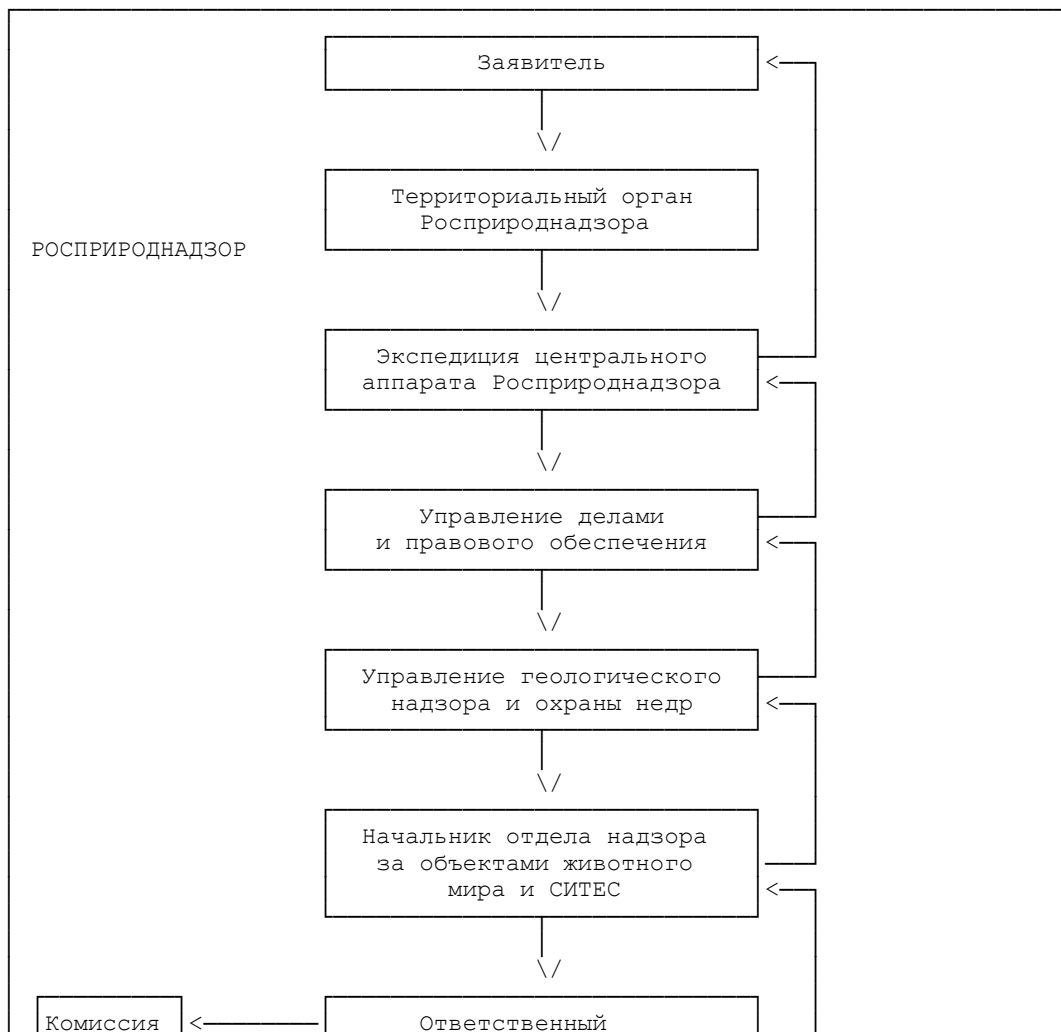 Заявитель
Территориальный орган
Росприроднадзора
РОСПРИРОДНАДЗОР
Экспедиция центрального
аппарата Росприроднадзора
Управление делами
и правового обеспечения
Управление геологического
надзора и охраны недр
Начальник отдела надзора
за объектами животного
мира и СИТЕС
Комиссия
Ответственный